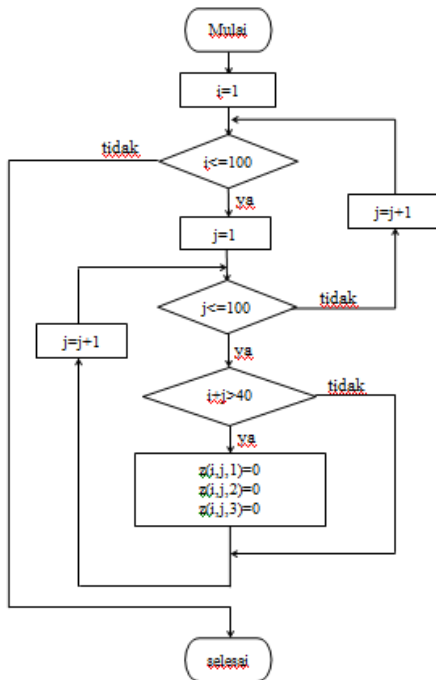 Mulai
i=1
tidak
i<=100
ya
j=j+1
j=1
j<=100
tidak
j=j+1
ya
i+j>40
tidak
ya
z(i,j,1)=0
z(i,j,2)=0
z(i,j,3)=0
selesai